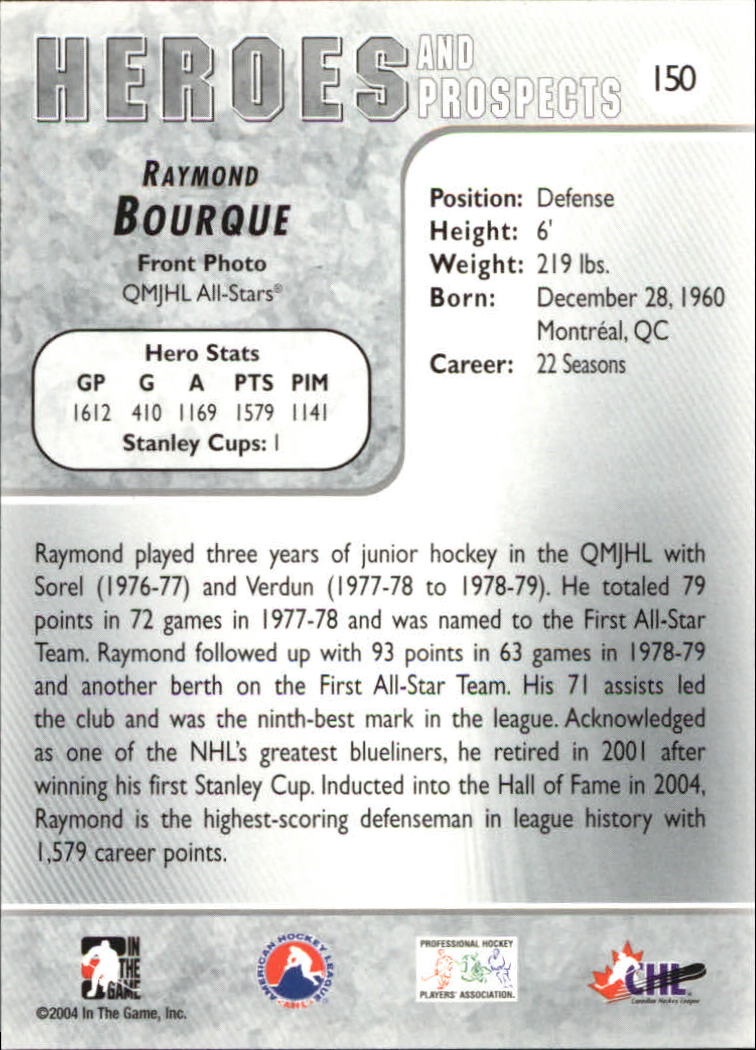 HEROES AND PROSPECTS
150
RAYMOND
BOURQUE
Front Photo
QMJHL All-Stars®
Hero Stats
GP G A PTS PIM
1612 410 1169 1579 1141
Stanley Cups: 1
Position: Defense
Height: 6'
Weight: 219 lbs.
Born: December 28, 1960
Montréal, QC
Career: 22 Seasons
Raymond played three years of junior hockey in the QMJHL with
Sorel (1976-77) and Verdun (1977-78 to 1978-79). He totaled 79
points in 72 games in 1977-78 and was named to the First All-Star
Team. Raymond followed up with 93 points in 63 games in 1978-79
and another berth on the First All-Star Team. His 71 assists led
the club and was the ninth-best mark in the league. Acknowledged
as one of the NHL's greatest blueliners, he retired in 2001 after
winning his first Stanley Cup. Inducted into the Hall of Fame in 2004,
Raymond is the highest-scoring defenseman in league history with
1,579 career points.
IN
THE
GAME
©2004 In The Game, Inc.
AMERICAN HOCKEY LEAGUE
AHL
PROFESSIONAL HOCKEY
PLAYERS' ASSOCIATION.
CHL
Canadian Hockey League